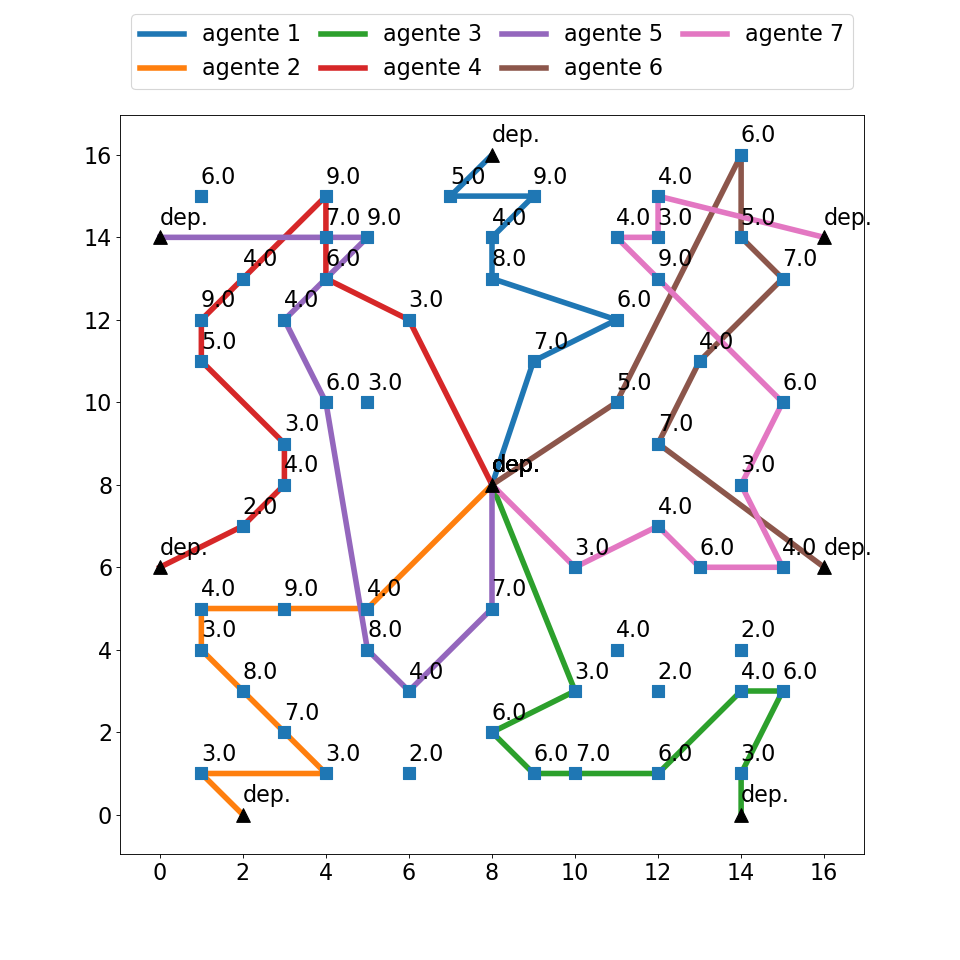 agente 1 agente 3 agente 5 agente 7
agente 2 agente 4 agente 6
dep. 6.0
16
6.0 9.0 5.0 9.0 4.0
dep. 7.0 9.0 4.0 4.0 3.0 5.0 dep.
14
4.0 6.0 8.0 9.0 7.0
9.0 4.0 3.0 6.0
12
5.0 7.0 4.0
6.0 3.0 5.0 6.0
10
3.0 7.0
4.0 dep. 3.0
8
2.0 4.0
dep. 3.0 6.0 4.0 dep.
6
4.0 9.0 4.0 7.0
3.0 8.0 4.0 2.0
4
8.0 4.0 3.0 2.0 4.0 6.0
7.0 6.0
2
3.0 3.0 2.0 6.0 7.0 6.0 3.0
dep. dep.
0
0 2 4 6 8 10 12 14 16